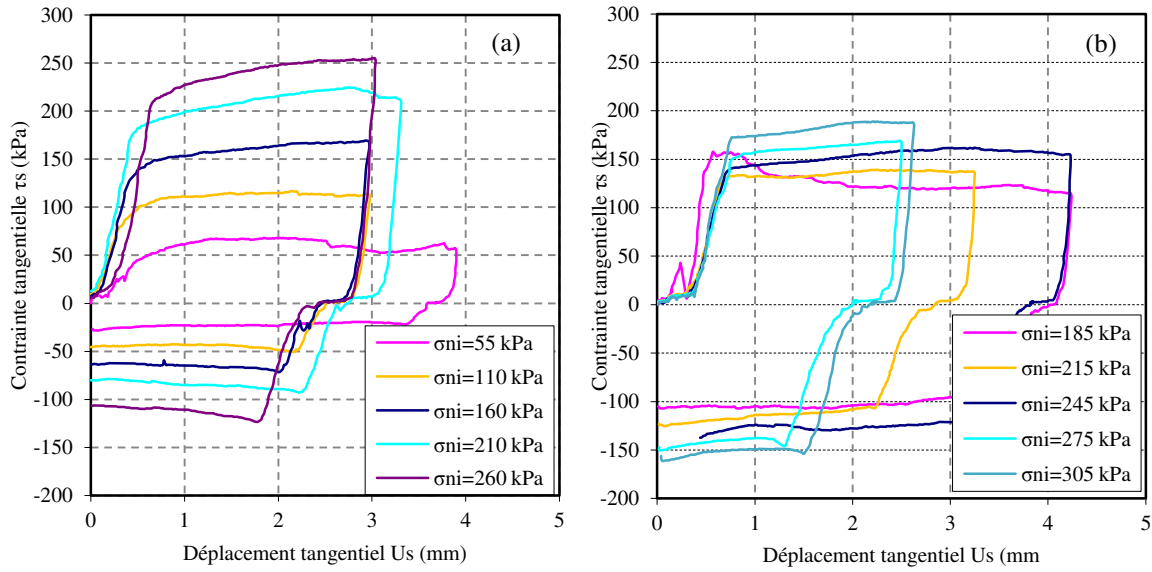 (a)
300
250
200
150
100
50
0
-50
-100
-150
-200
0 1 2 3 4 5
Contrainte tangentielle τs (kPa)
Déplacement tangentiel Us (mm)
σni=55 kPa
σni=110 kPa
σni=160 kPa
σni=210 kPa
σni=260 kPa
(b)
300
250
200
150
100
50
0
-50
-100
-150
-200
0 1 2 3 4 5
Contrainte tangentielle τs (kPa)
Déplacement tangentiel Us (mm
σni=185 kPa
σni=215 kPa
σni=245 kPa
σni=275 kPa
σni=305 kPa